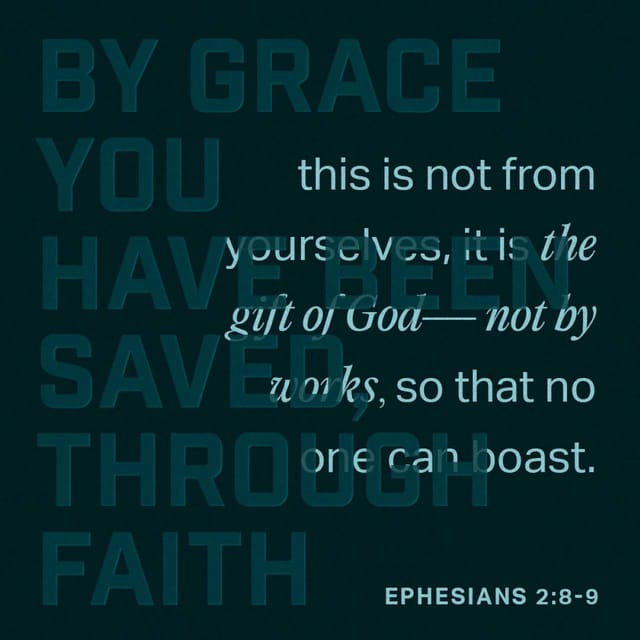 BY GRACE
YOU
HAVE BEEN
SAVED,
THROUGH
FAITH
this is not from
yourselves, it is the
gift of God— not by
works, so that no
one can boast.
EPHESIANS 2:8-9